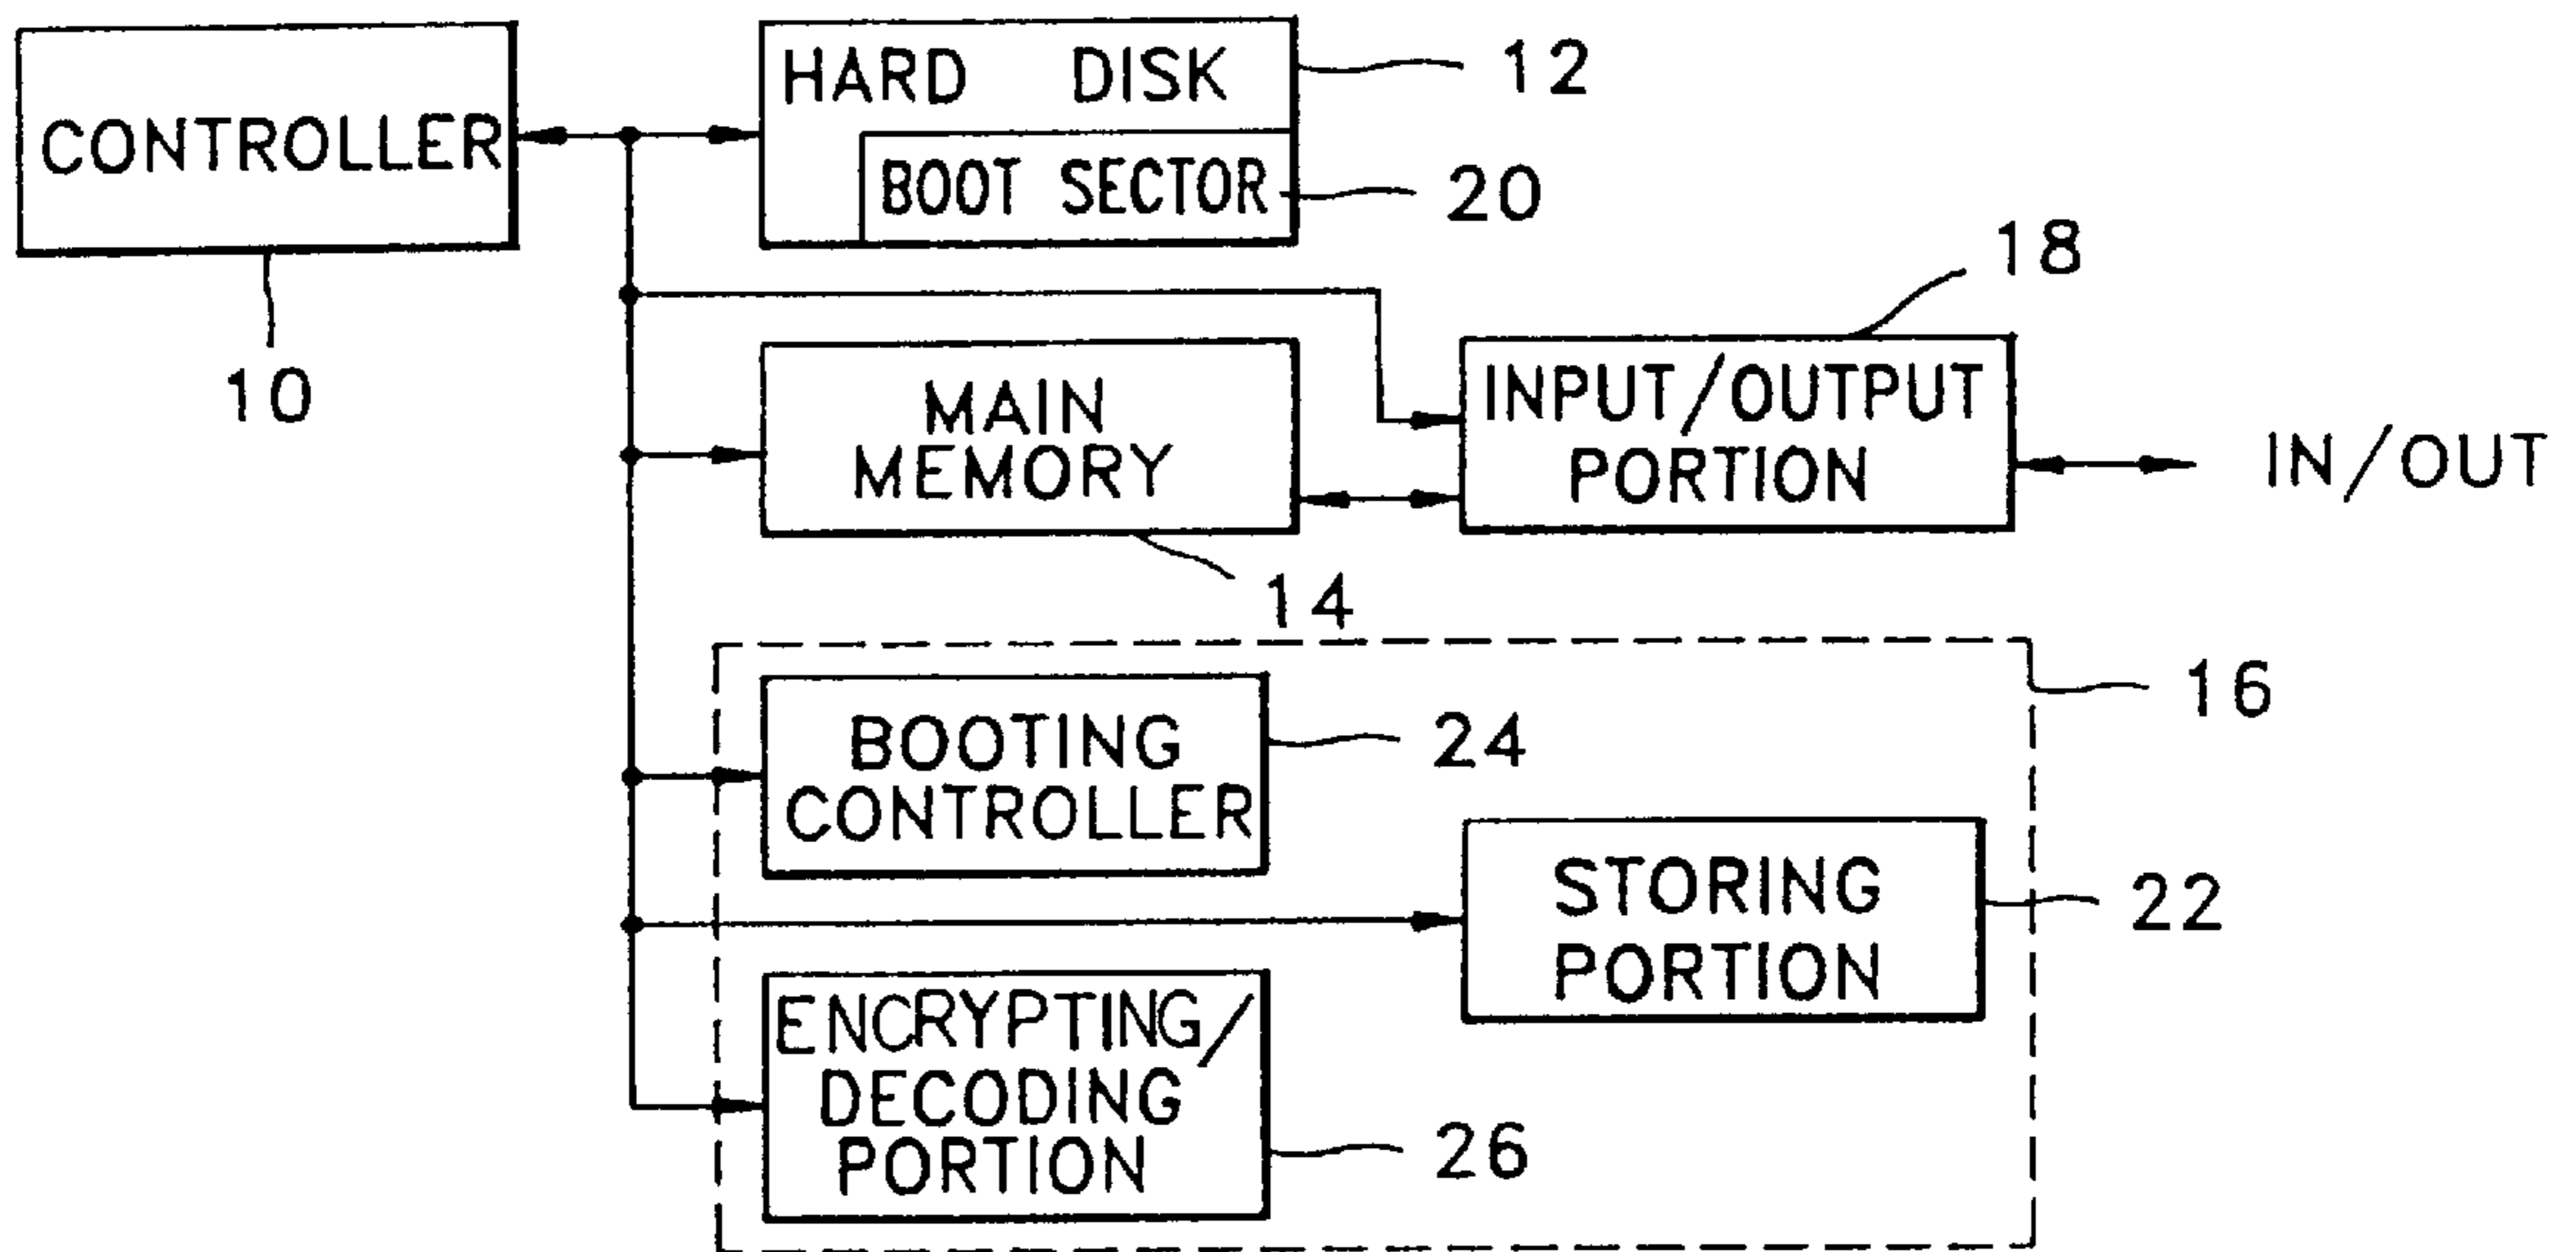 CONTROLLER
10
HARD DISK
12
BOOT SECTOR
20
18
MAIN
MEMORY
14
INPUT/OUTPUT
PORTION
IN/OUT
16
BOOTING
CONTROLLER
24
STORING
PORTION
22
ENCRYPTING/
DECODING
PORTION
26